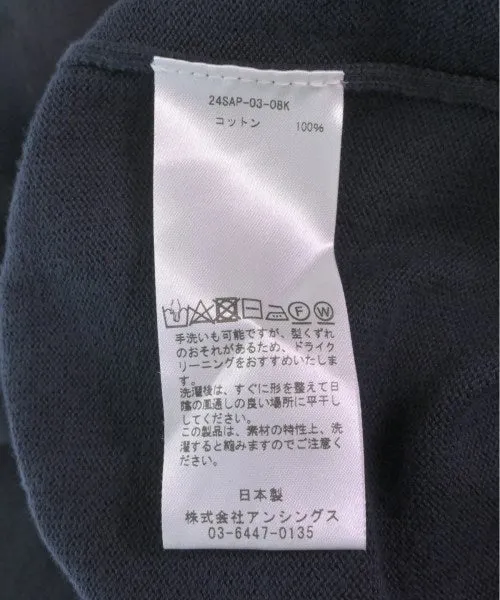 24SAP-03-08K
コットン 100%
手洗いも可能ですが、型くずれ
のおそれがあるため、ドライク
リーニングをおすすめいたしま
す。
洗濯後は、すぐに形を整えて日
陰の風通しの良い場所に平干し
してください。
この製品は、素材の特性上、洗
濯すると縮みますのでご注意く
ださい。
日本製
株式会社アンシングス
03-6447-0135